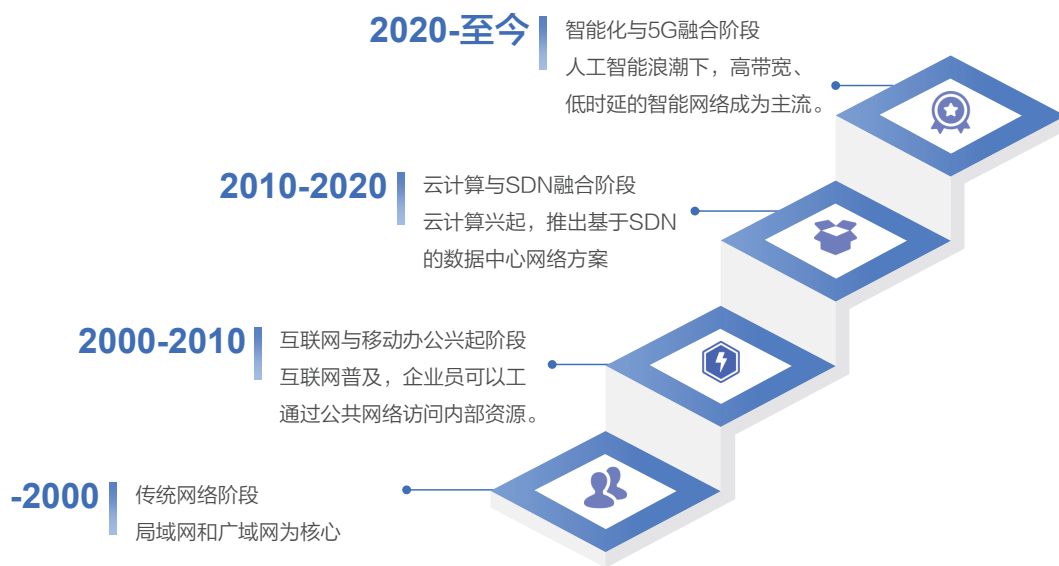 2020-至今
智能化与5G融合阶段
人工智能浪潮下，高带宽、
低时延的智能网络成为主流。
2010-2020
云计算与SDN融合阶段
云计算兴起，推出基于SDN
的数据中心网络方案
2000-2010
互联网与移动办公兴起阶段
互联网普及，企业员可以工
通过公共网络访问内部资源。
-2000
传统网络阶段
局域网和广域网为核心